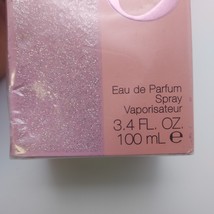 Eau de Parfum
Spray
Vaporisateur
3.4 FL. OZ.
100 mL ℮